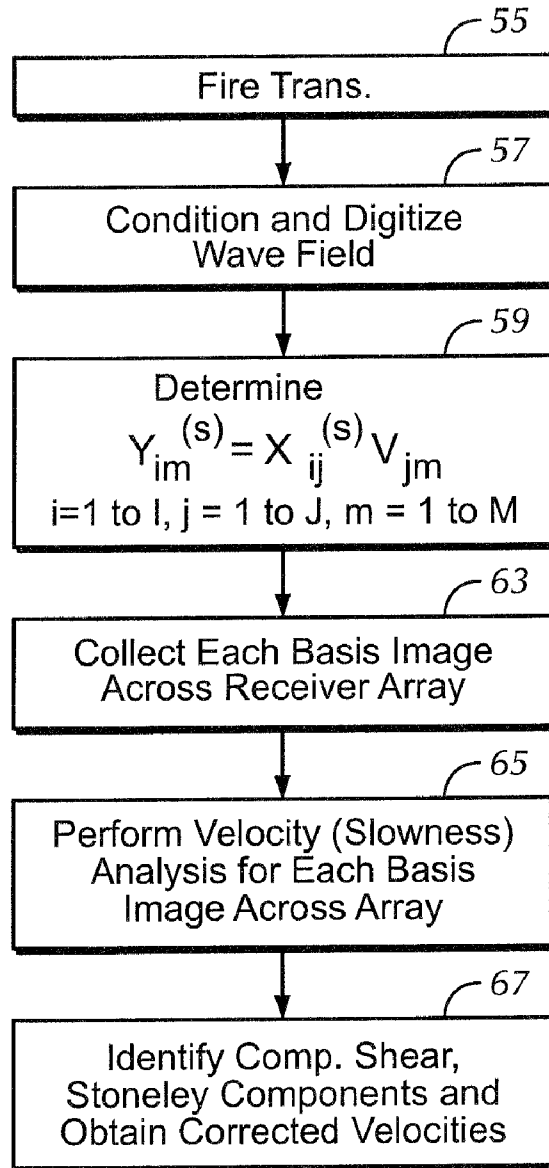 55
Fire Trans.
57
Condition and Digitize
Wave Field
59
Determine
Y_im^(s) = X_ij^(s) V_jm
i=1 to I, j = 1 to J, m = 1 to M
63
Collect Each Basis Image
Across Receiver Array
65
Perform Velocity (Slowness)
Analysis for Each Basis
Image Across Array
67
Identify Comp. Shear,
Stoneley Components and
Obtain Corrected Velocities